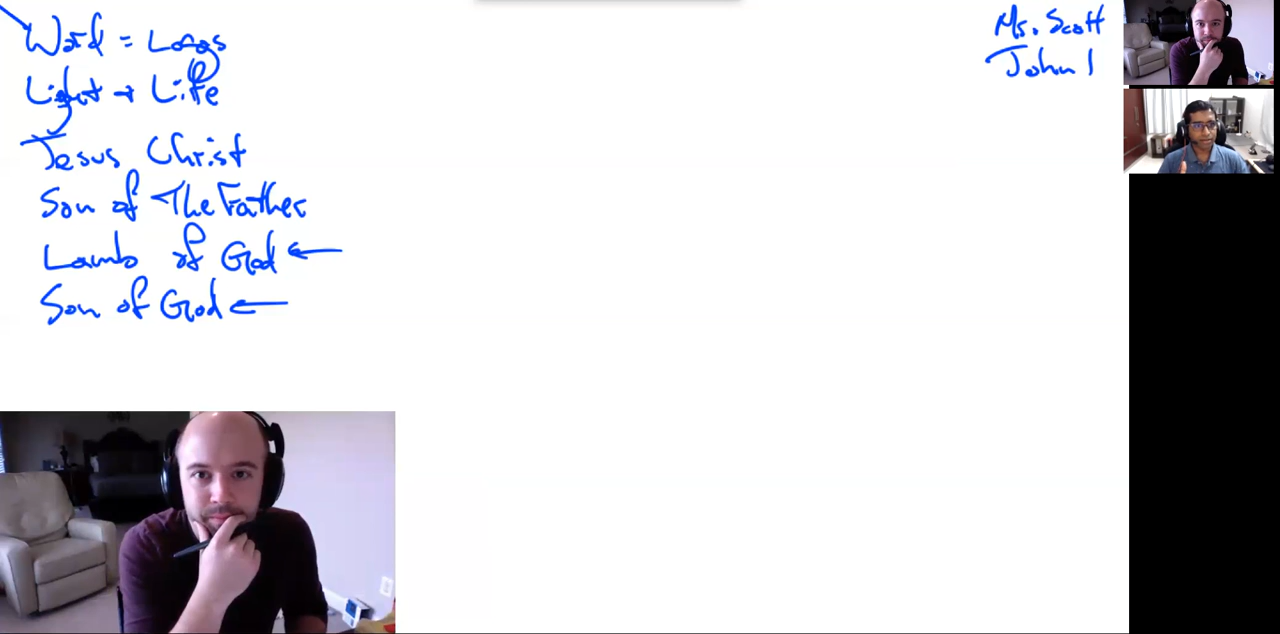 Word = Logos
Light → Life
Jesus Christ
Son of The Father
Lamb of God ←
Son of God ←
Ms. Scott
John 1